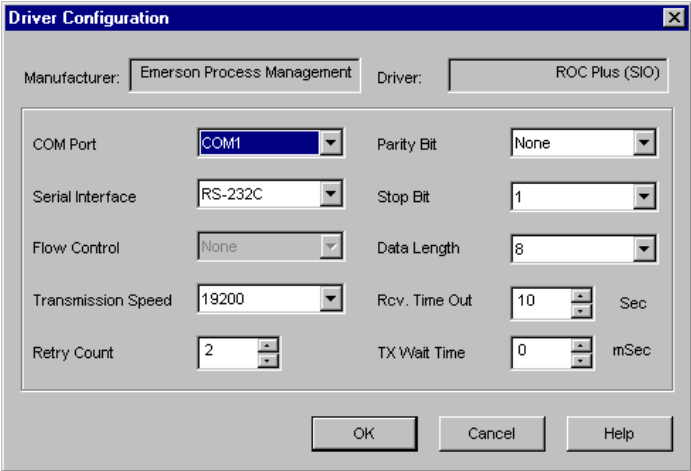 Driver Configuration
Manufacturer: Emerson Process Management Driver: ROC Plus (SIO)
COM Port COM1 Parity Bit None
Serial Interface RS-232C Stop Bit 1
Flow Control None Data Length 8
Transmission Speed 19200 Rcv. Time Out 10 Sec
Retry Count 2 TX Wait Time 0 mSec
OK Cancel Help